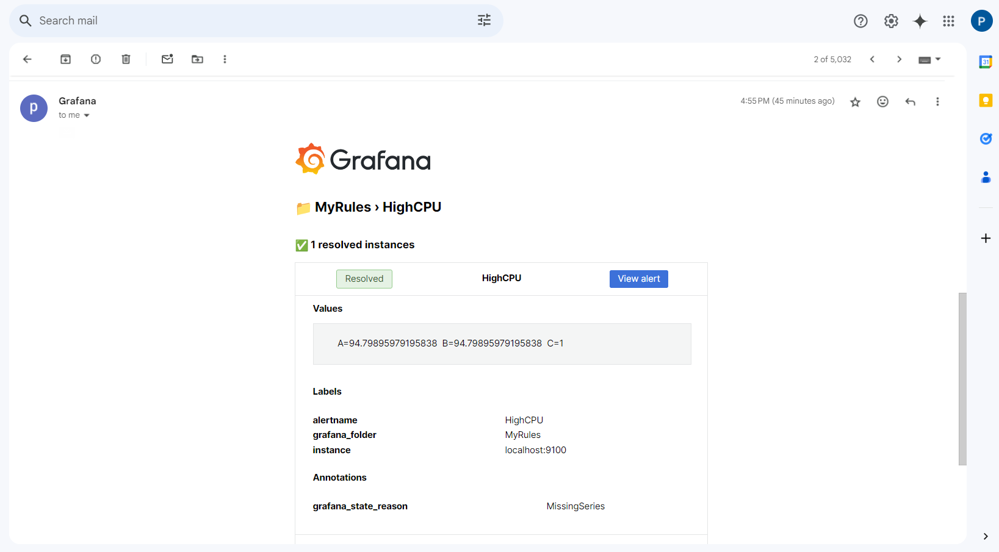 Search mail
P
2 of 5,032
31
p
Grafana
4:55 PM (45 minutes ago)
to me
Grafana
MyRules › HighCPU
1 resolved instances
Resolved HighCPU View alert
Values
A=94.79895979195838 B=94.79895979195838 C=1
Labels
alertname HighCPU
grafana_folder MyRules
instance localhost:9100
Annotations
grafana_state_reason MissingSeries